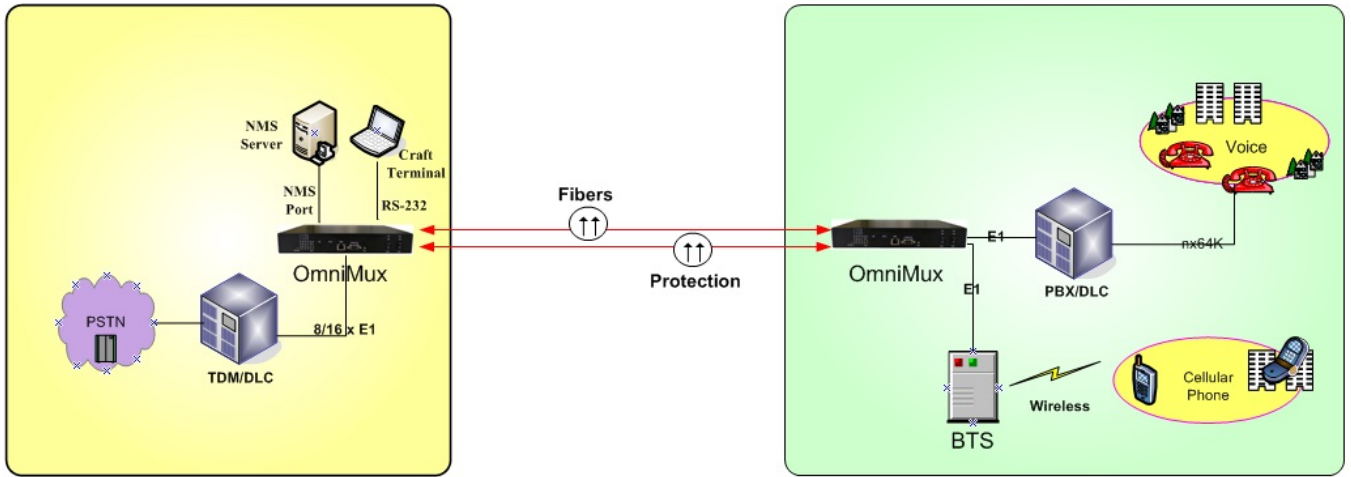 NMS
Server
Craft
Terminal
NMS
Port
RS-232
OmniMux
PSTN
8/16 x E1
TDM/DLC
Fibers
↑↑
↑↑
Protection
Voice
OmniMux
E1
nx64K
PBX/DLC
E1
BTS
Wireless
Cellular
Phone